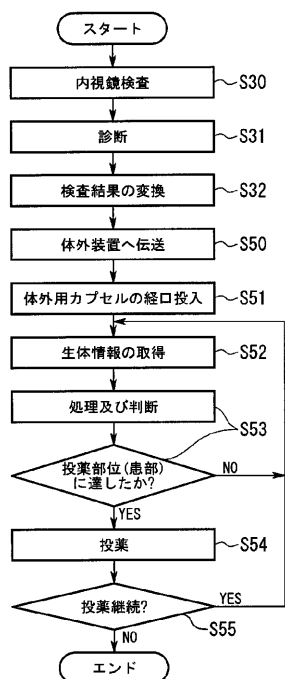 スタート
内視鏡検査 S30
診断 S31
検査結果の変換 S32
体外装置へ伝送 S50
体外用カプセルの経口投入 S51
生体情報の取得 S52
処理及び判断 S53
投薬部位(患部)
に達したか? NO
YES
投薬 S54
投薬継続? YES
S55
NO
エンド